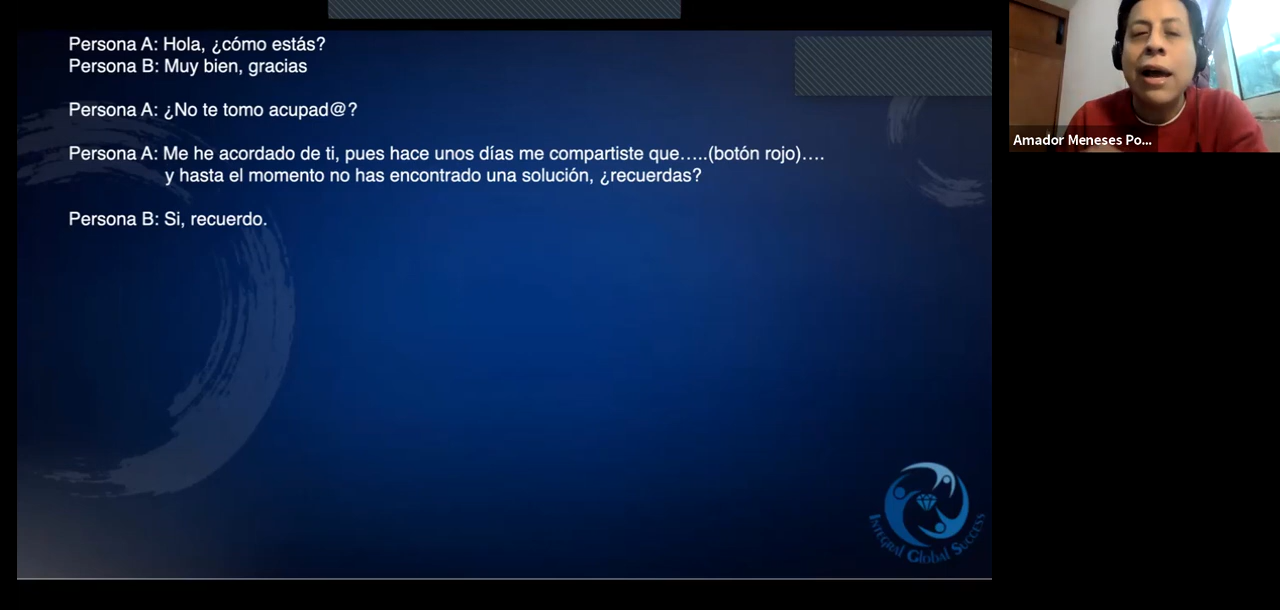 Persona A: Hola, ¿cómo estás?
Persona B: Muy bien, gracias
Persona A: ¿No te tomo acupad@?
Persona A: Me he acordado de ti, pues hace unos días me compartiste que…..(botón rojo)….
y hasta el momento no has encontrado una solución, ¿recuerdas?
Persona B: Si, recuerdo.
Amador Meneses Po...
INTEGRAL GLOBAL SUCCESS